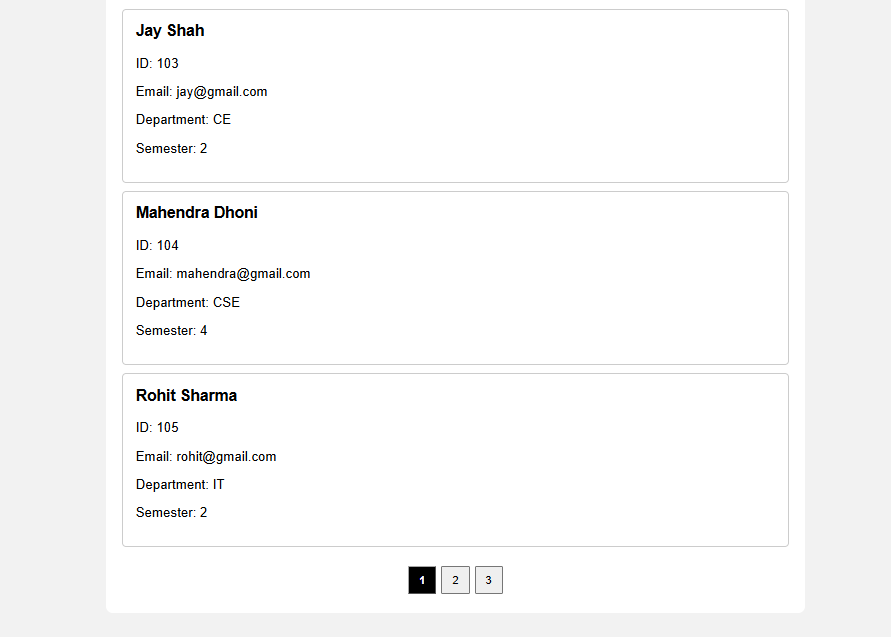 Jay Shah
ID: 103
Email: jay@gmail.com
Department: CE
Semester: 2
Mahendra Dhoni
ID: 104
Email: mahendra@gmail.com
Department: CSE
Semester: 4
Rohit Sharma
ID: 105
Email: rohit@gmail.com
Department: IT
Semester: 2
1 2 3